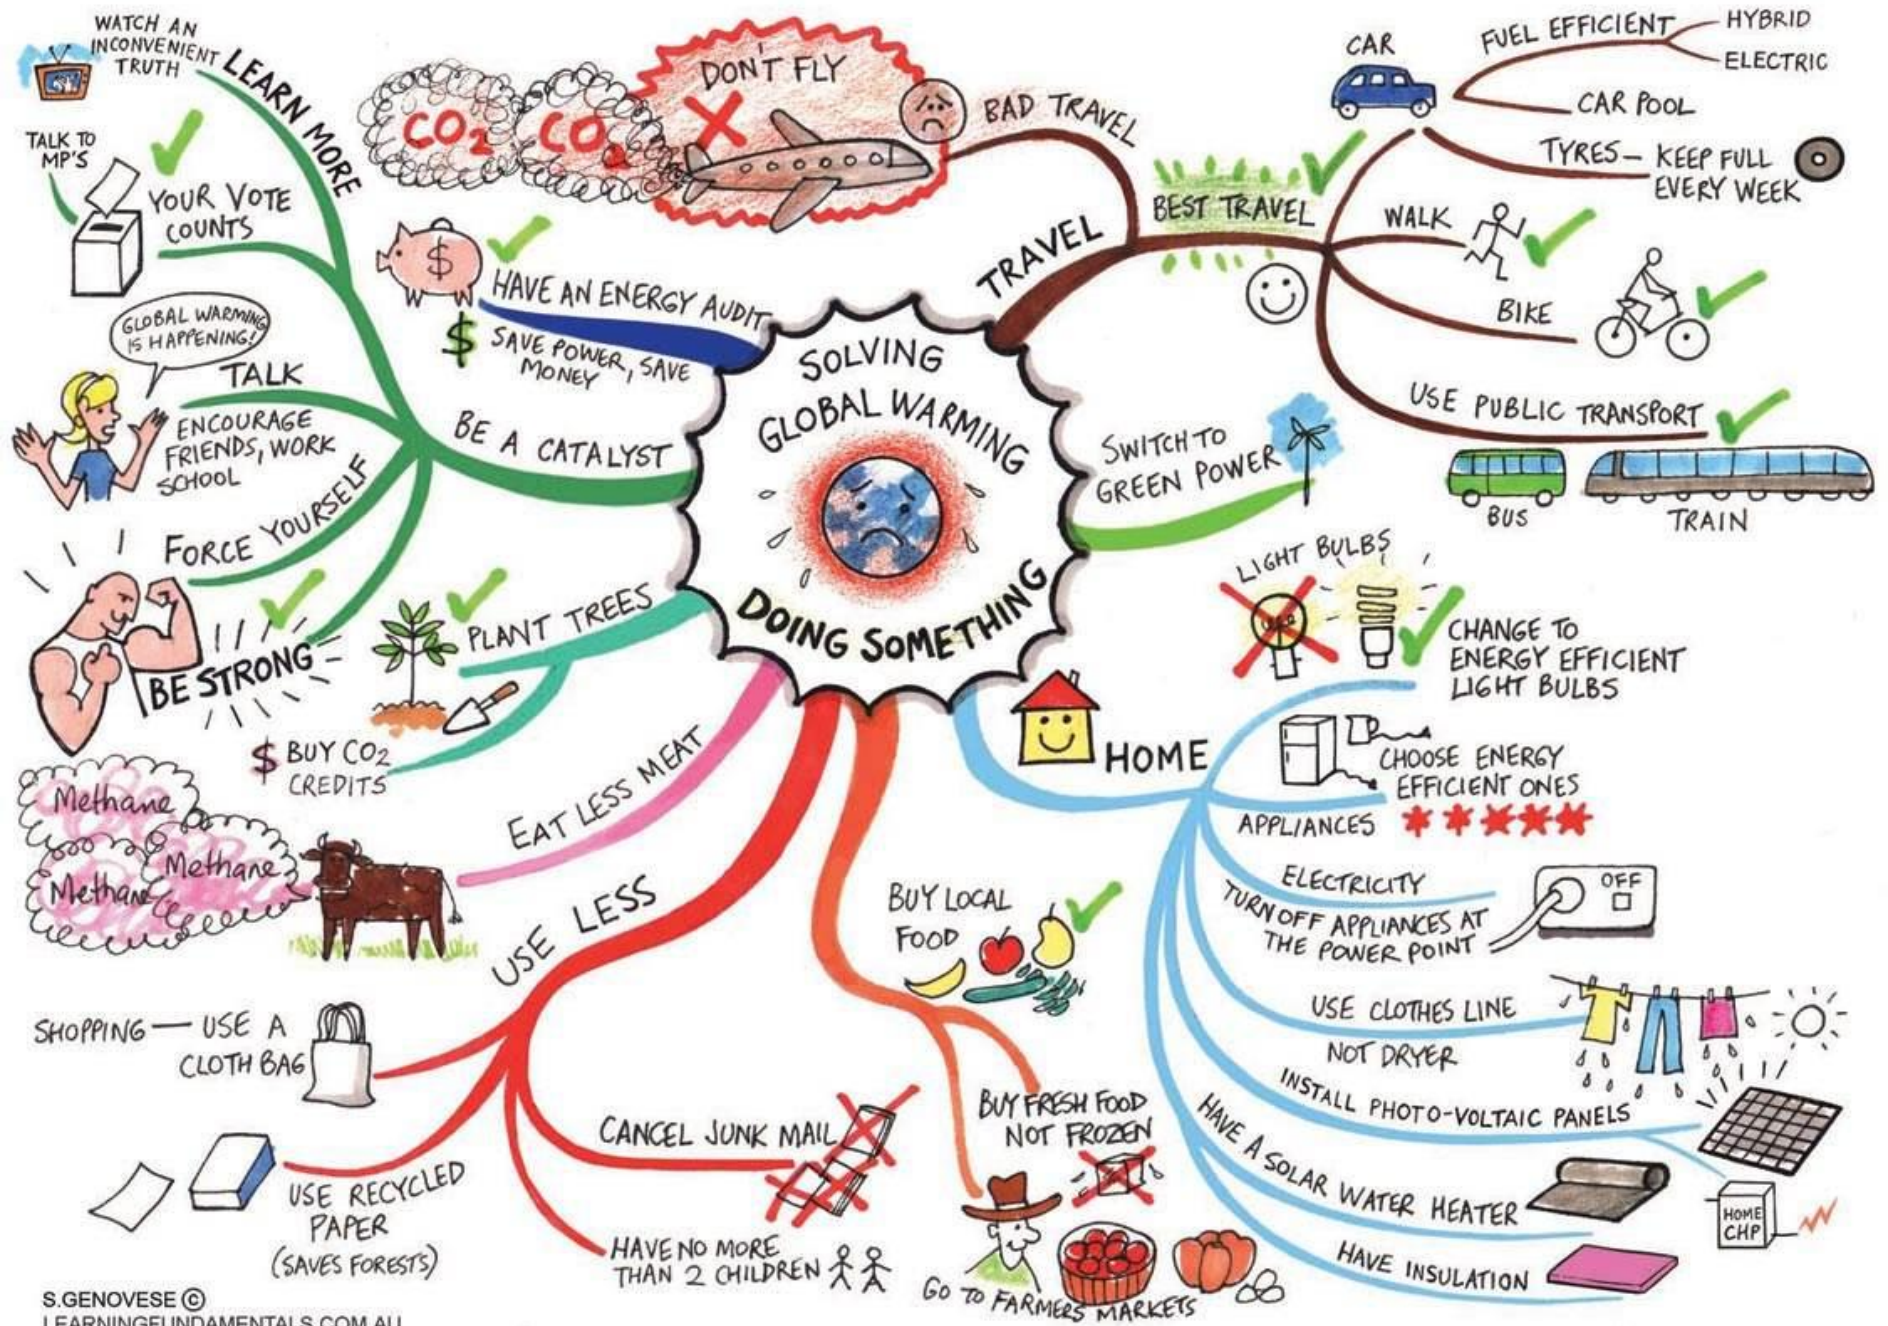 WATCH AN
INCONVENIENT
TRUTH
LEARN MORE
TALK TO
MP'S
YOUR VOTE
COUNTS
GLOBAL WARMING
IS HAPPENING!
TALK
ENCOURAGE
FRIENDS, WORK
SCHOOL
FORCE YOURSELF
BE STRONG
BE A CATALYST
CO2
CO2
DON'T FLY
BAD TRAVEL
$
HAVE AN ENERGY AUDIT
$
SAVE POWER, SAVE
MONEY
SOLVING
GLOBAL WARMING
DOING SOMETHING
TRAVEL
BEST TRAVEL
CAR
FUEL EFFICIENT
HYBRID
ELECTRIC
CAR POOL
TYRES – KEEP FULL
EVERY WEEK
WALK
BIKE
USE PUBLIC TRANSPORT
BUS
TRAIN
SWITCH TO
GREEN POWER
LIGHT BULBS
CHANGE TO
ENERGY EFFICIENT
LIGHT BULBS
HOME
CHOOSE ENERGY
EFFICIENT ONES
APPLIANCES
ELECTRICITY
TURN OFF APPLIANCES AT
THE POWER POINT
OFF
USE CLOTHES LINE
NOT DRYER
INSTALL PHOTO-VOLTAIC PANELS
HOME
CHP
HAVE A SOLAR WATER HEATER
HAVE INSULATION
PLANT TREES
$ BUY CO2
CREDITS
EAT LESS MEAT
Methane
Methane
Methane
USE LESS
SHOPPING — USE A
CLOTH BAG
USE RECYCLED
PAPER
(SAVES FORESTS)
CANCEL JUNK MAIL
HAVE NO MORE
THAN 2 CHILDREN
BUY LOCAL
FOOD
BUY FRESH FOOD
NOT FROZEN
GO TO FARMERS MARKETS
S.GENOVESE ©
LEARNINGFUNDAMENTALS.COM.AU